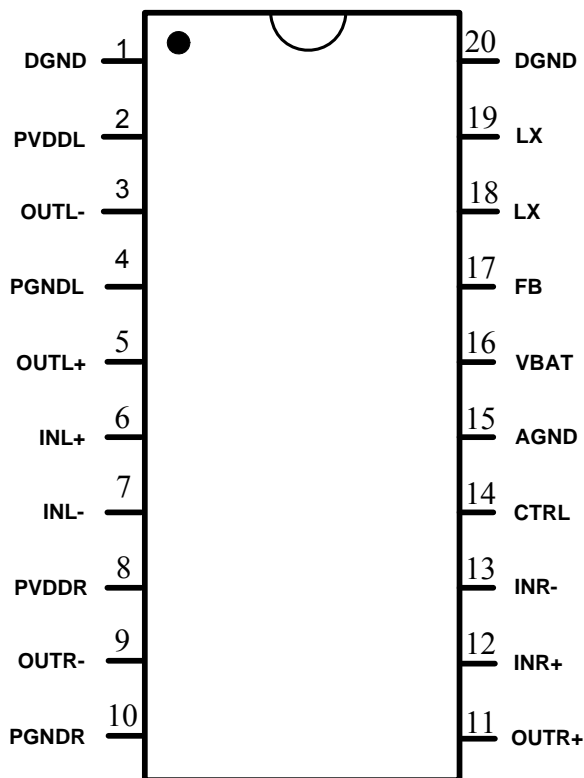 DGND 1 20 DGND
PVDDL 2 19 LX
OUTL- 3 18 LX
PGNDL 4 17 FB
OUTL+ 5 16 VBAT
INL+ 6 15 AGND
INL- 7 14 CTRL
PVDDR 8 13 INR-
OUTR- 9 12 INR+
PGNDR 10 11 OUTR+